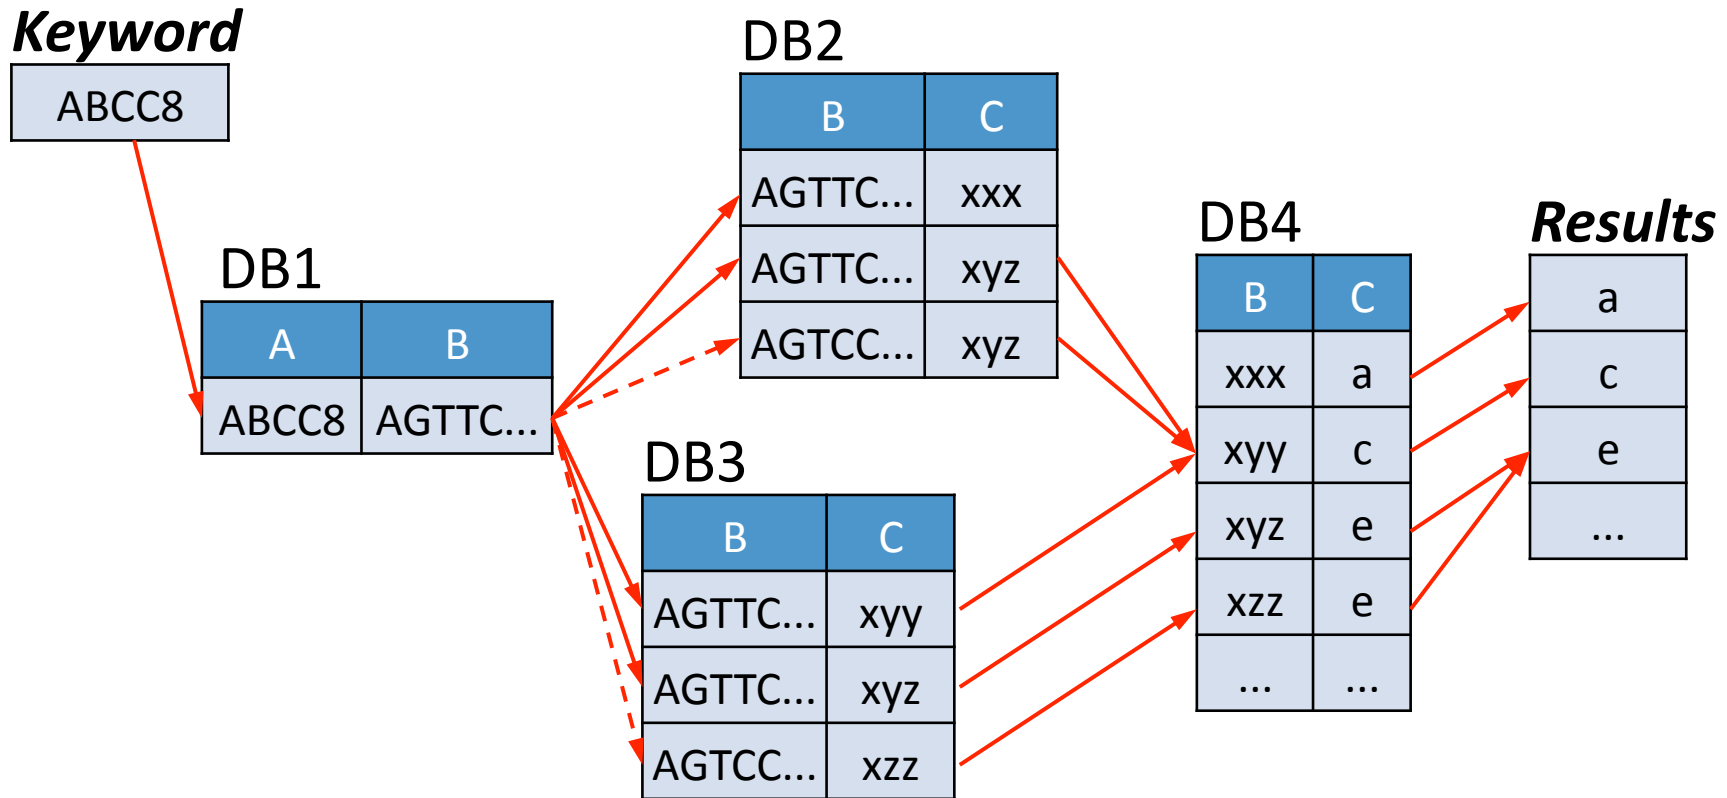 Keyword
ABCC8
DB1
A B
ABCC8 AGTTC...
DB2
B C
AGTTC... xxx
AGTTC... xyz
AGTCC... xyz
DB3
B C
AGTTC... xyy
AGTTC... xyz
AGTCC... xzz
DB4
B C
xxx a
xyy c
xyz e
xzz e
... ...
Results
a
c
e
...